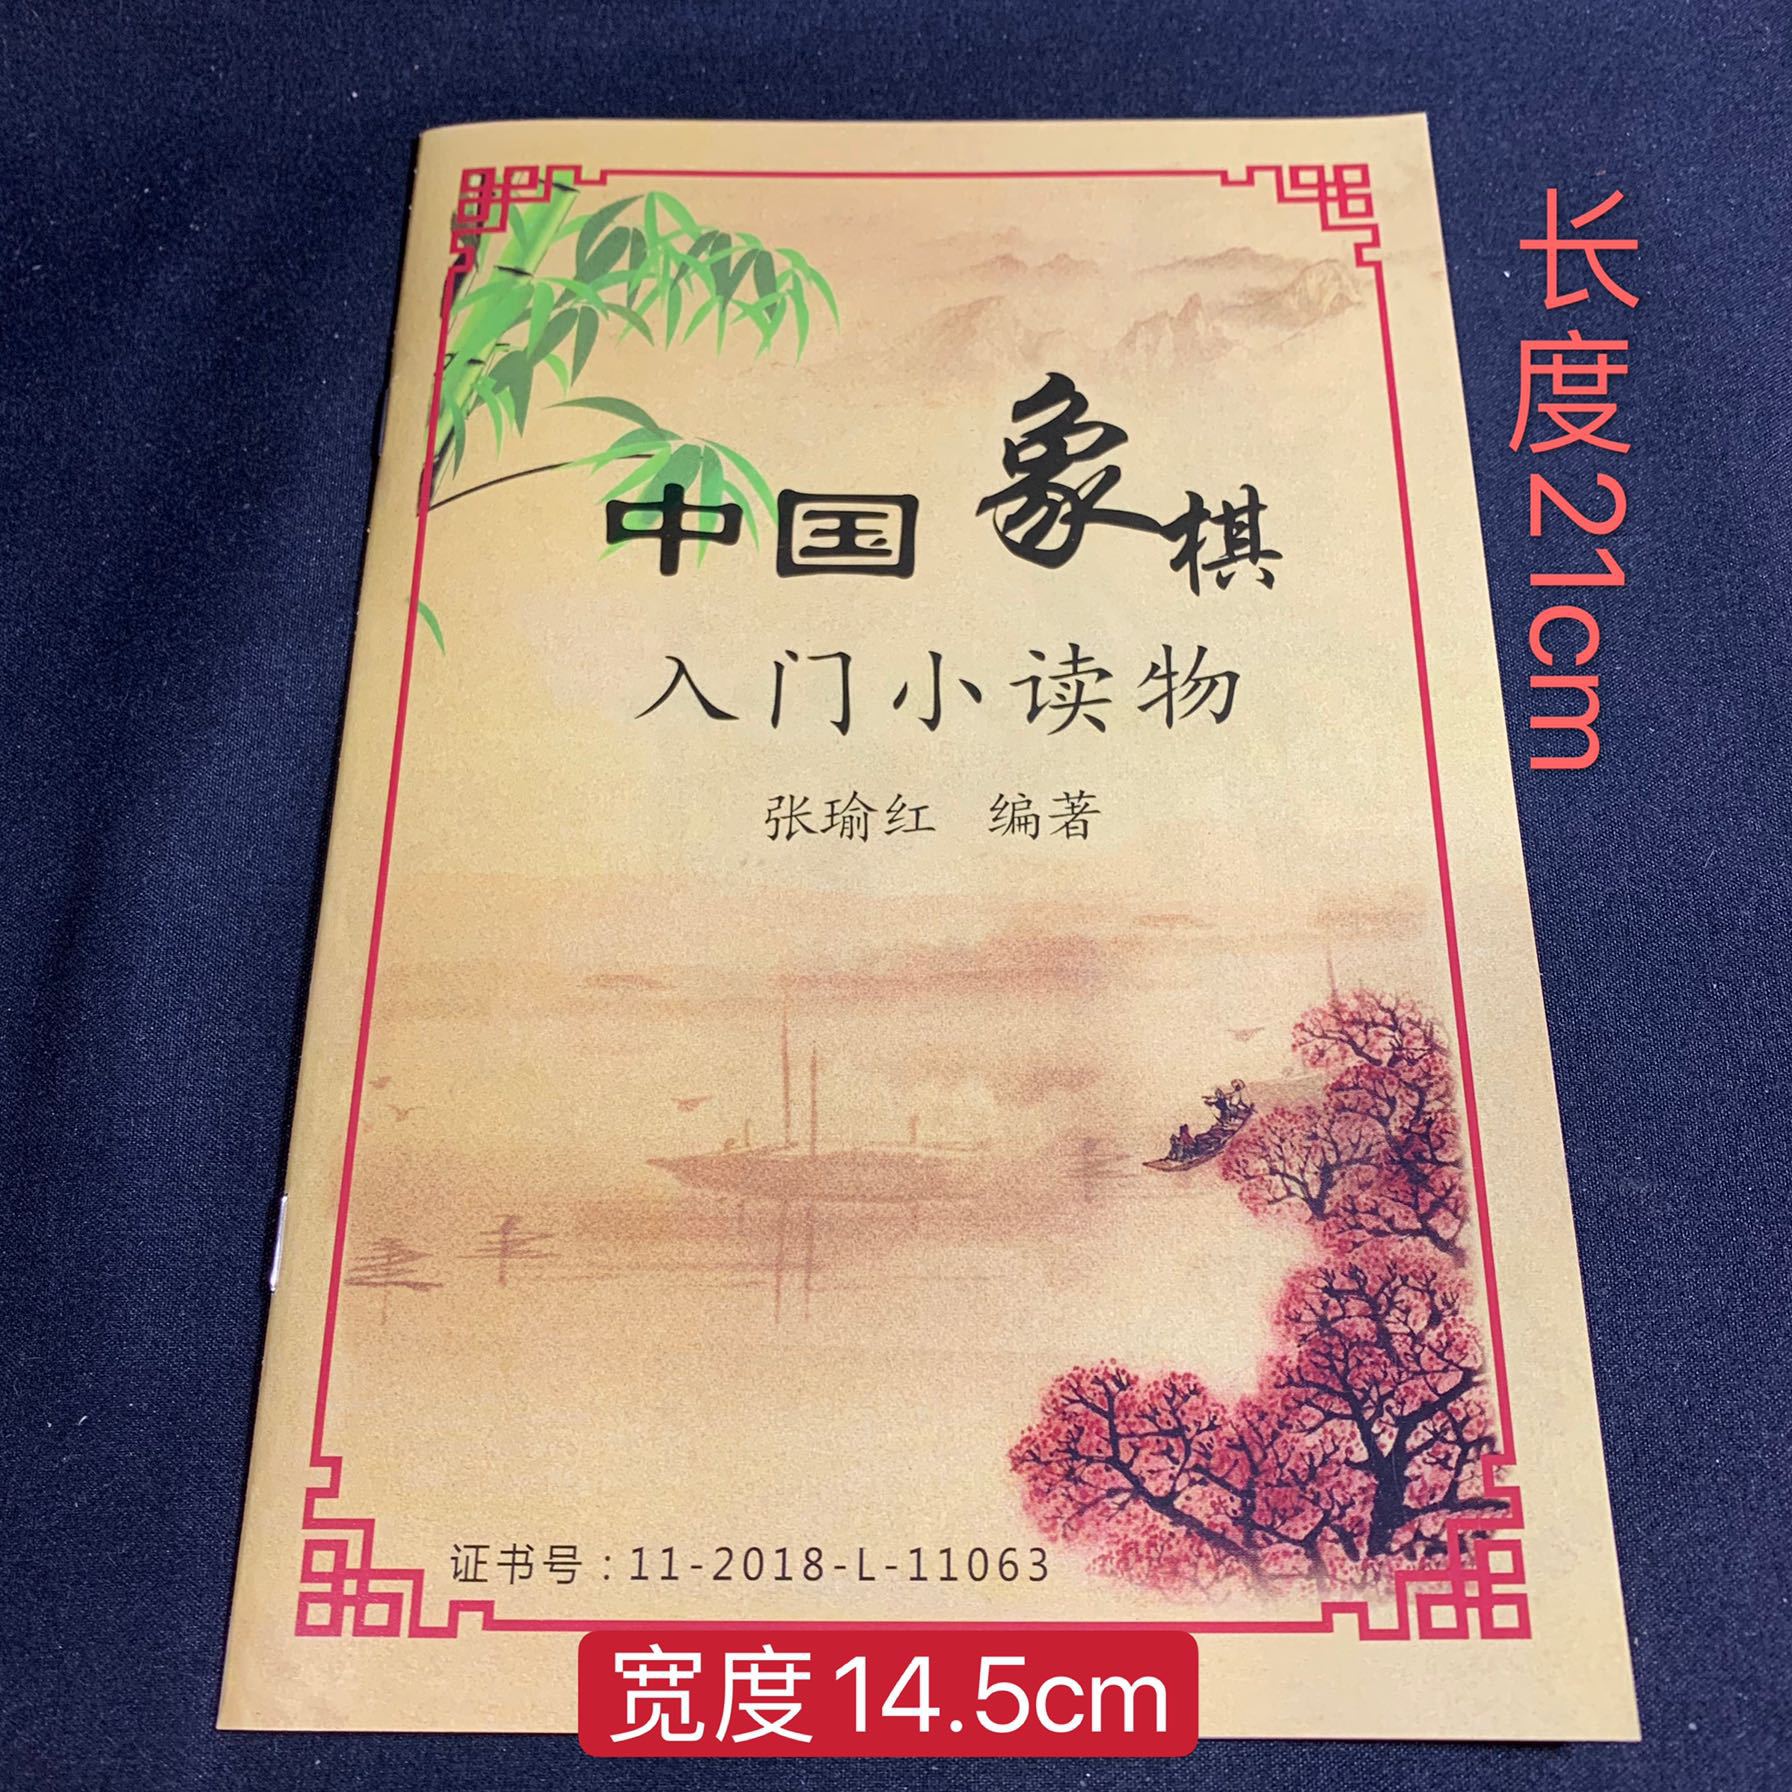 中国象棋
入门小读物
张瑜红 编著
证书号：11-2018-L-11063
长度21cm
宽度14.5cm